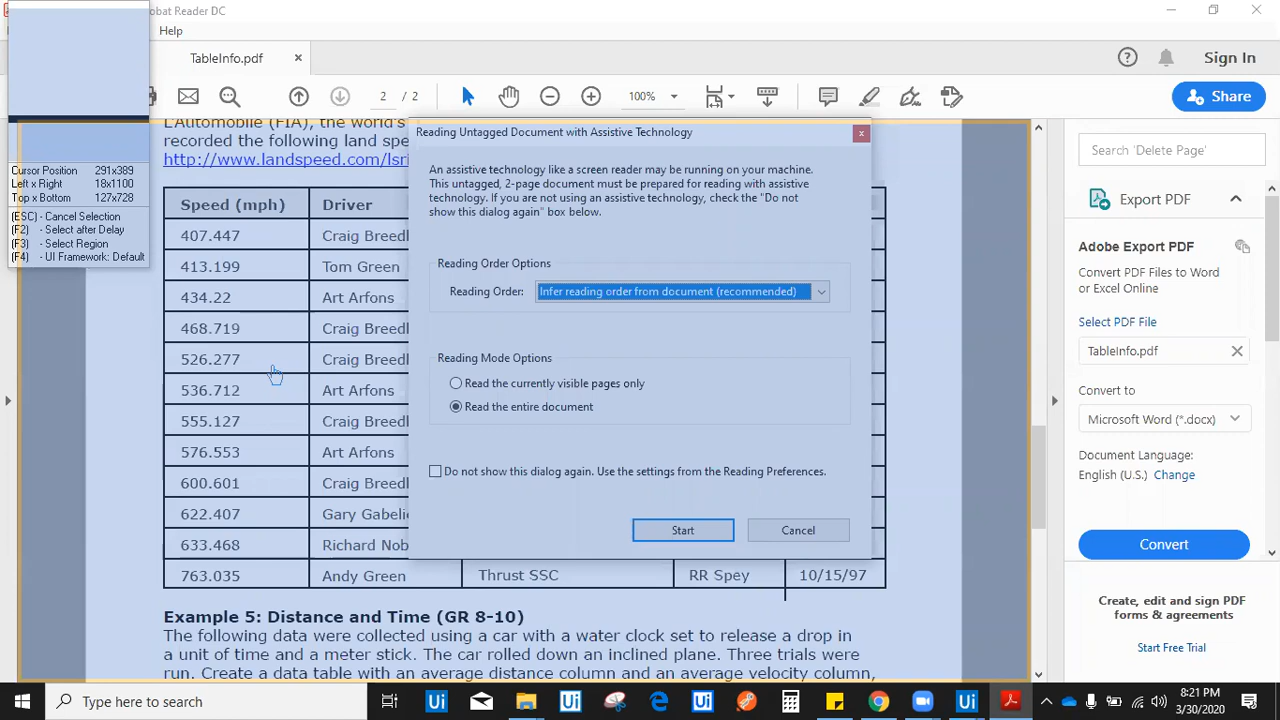 obat Reader DC
Help
TableInfo.pdf
Sign In
2 / 2
100%
Share
Cursor Position 291x389
Left x Right 18x1100
Top x Bottom 127x728
(ESC) - Cancel Selection
(F2) - Select after Delay
(F3) - Select Region
(F4) - UI Framework: Default
L'Automobile (FIA), the world's
recorded the following land spe
http://www.landspeed.com/lsri
Speed (mph) Driver
407.447 Craig Breedl
413.199 Tom Green
434.22 Art Arfons
468.719 Craig Breedl
526.277 Craig Breedl
536.712 Art Arfons
555.127 Craig Breedl
576.553 Art Arfons
600.601 Craig Breedl
622.407 Gary Gabelic
633.468 Richard Nob
763.035 Andy Green Thrust SSC RR Spey 10/15/97
Example 5: Distance and Time (GR 8-10)
The following data were collected using a car with a water clock set to release a drop in
a unit of time and a meter stick. The car rolled down an inclined plane. Three trials were
run. Create a data table with an average distance column and an average velocity column,
Reading Untagged Document with Assistive Technology
An assistive technology like a screen reader may be running on your machine.
This untagged, 2-page document must be prepared for reading with assistive
technology. If you are not using an assistive technology, check the "Do not
show this dialog again" box below.
Reading Order Options
Reading Order: Infer reading order from document (recommended)
Reading Mode Options
Read the currently visible pages only
Read the entire document
Do not show this dialog again. Use the settings from the Reading Preferences.
Start Cancel
Search 'Delete Page'
Export PDF
Adobe Export PDF
Convert PDF Files to Word
or Excel Online
Select PDF File
TableInfo.pdf
Convert to
Microsoft Word (*.docx)
Document Language:
English (U.S.) Change
Convert
Create, edit and sign PDF
forms & agreements
Start Free Trial
Type here to search
Ui
Ui
Ui
Ui
8:21 PM
3/30/2020